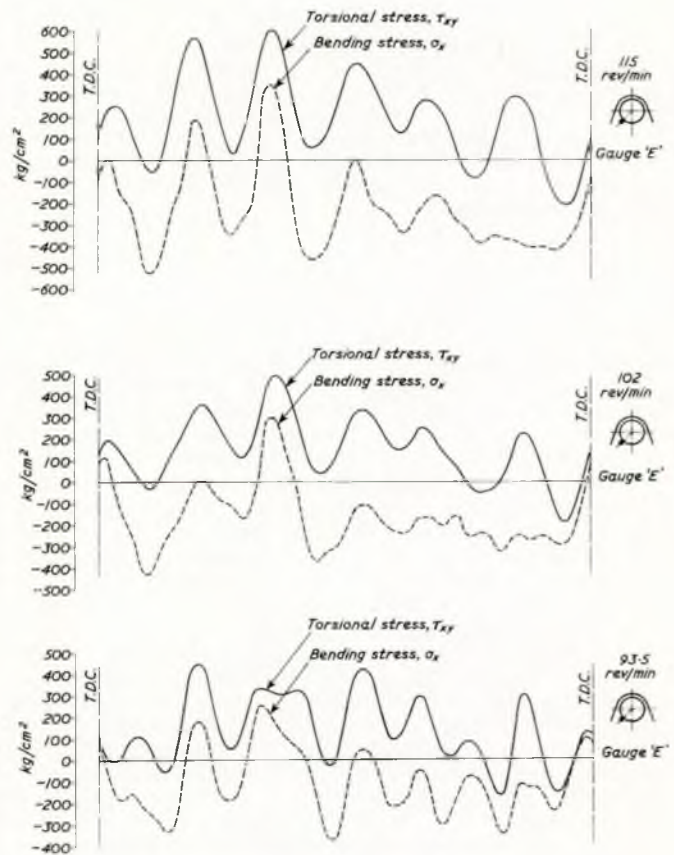 Torsional stress, τxy
Bending stress, σx
T.D.C.
T.D.C.
115
rev/min
Gauge 'E'
kg/cm²
600
500
400
300
200
100
0
-100
-200
-300
-400
-500
-600
Torsional stress, τxy
Bending stress, σx
T.D.C.
T.D.C.
102
rev/min
Gauge 'E'
kg/cm²
500
400
300
200
100
0
-100
-200
-300
-400
-500
Torsional stress, τxy
Bending stress, σx
T.D.C.
T.D.C.
93·5
rev/min
Gauge 'E'
kg/cm²
500
400
300
200
100
0
-100
-200
-300
-400